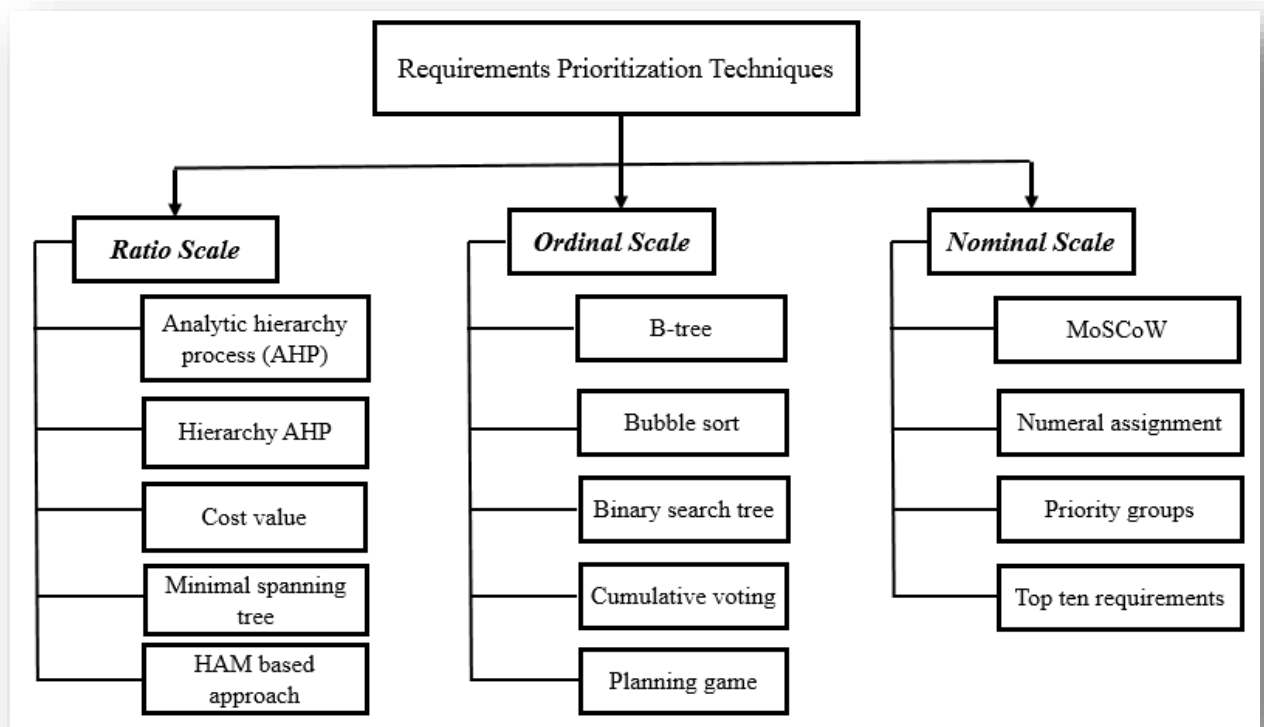 Requirements Prioritization Techniques
Ratio Scale
Analytic hierarchy
process (AHP)
Hierarchy AHP
Cost value
Minimal spanning
tree
HAM based
approach
Ordinal Scale
B-tree
Bubble sort
Binary search tree
Cumulative voting
Planning game
Nominal Scale
MoSCoW
Numeral assignment
Priority groups
Top ten requirements